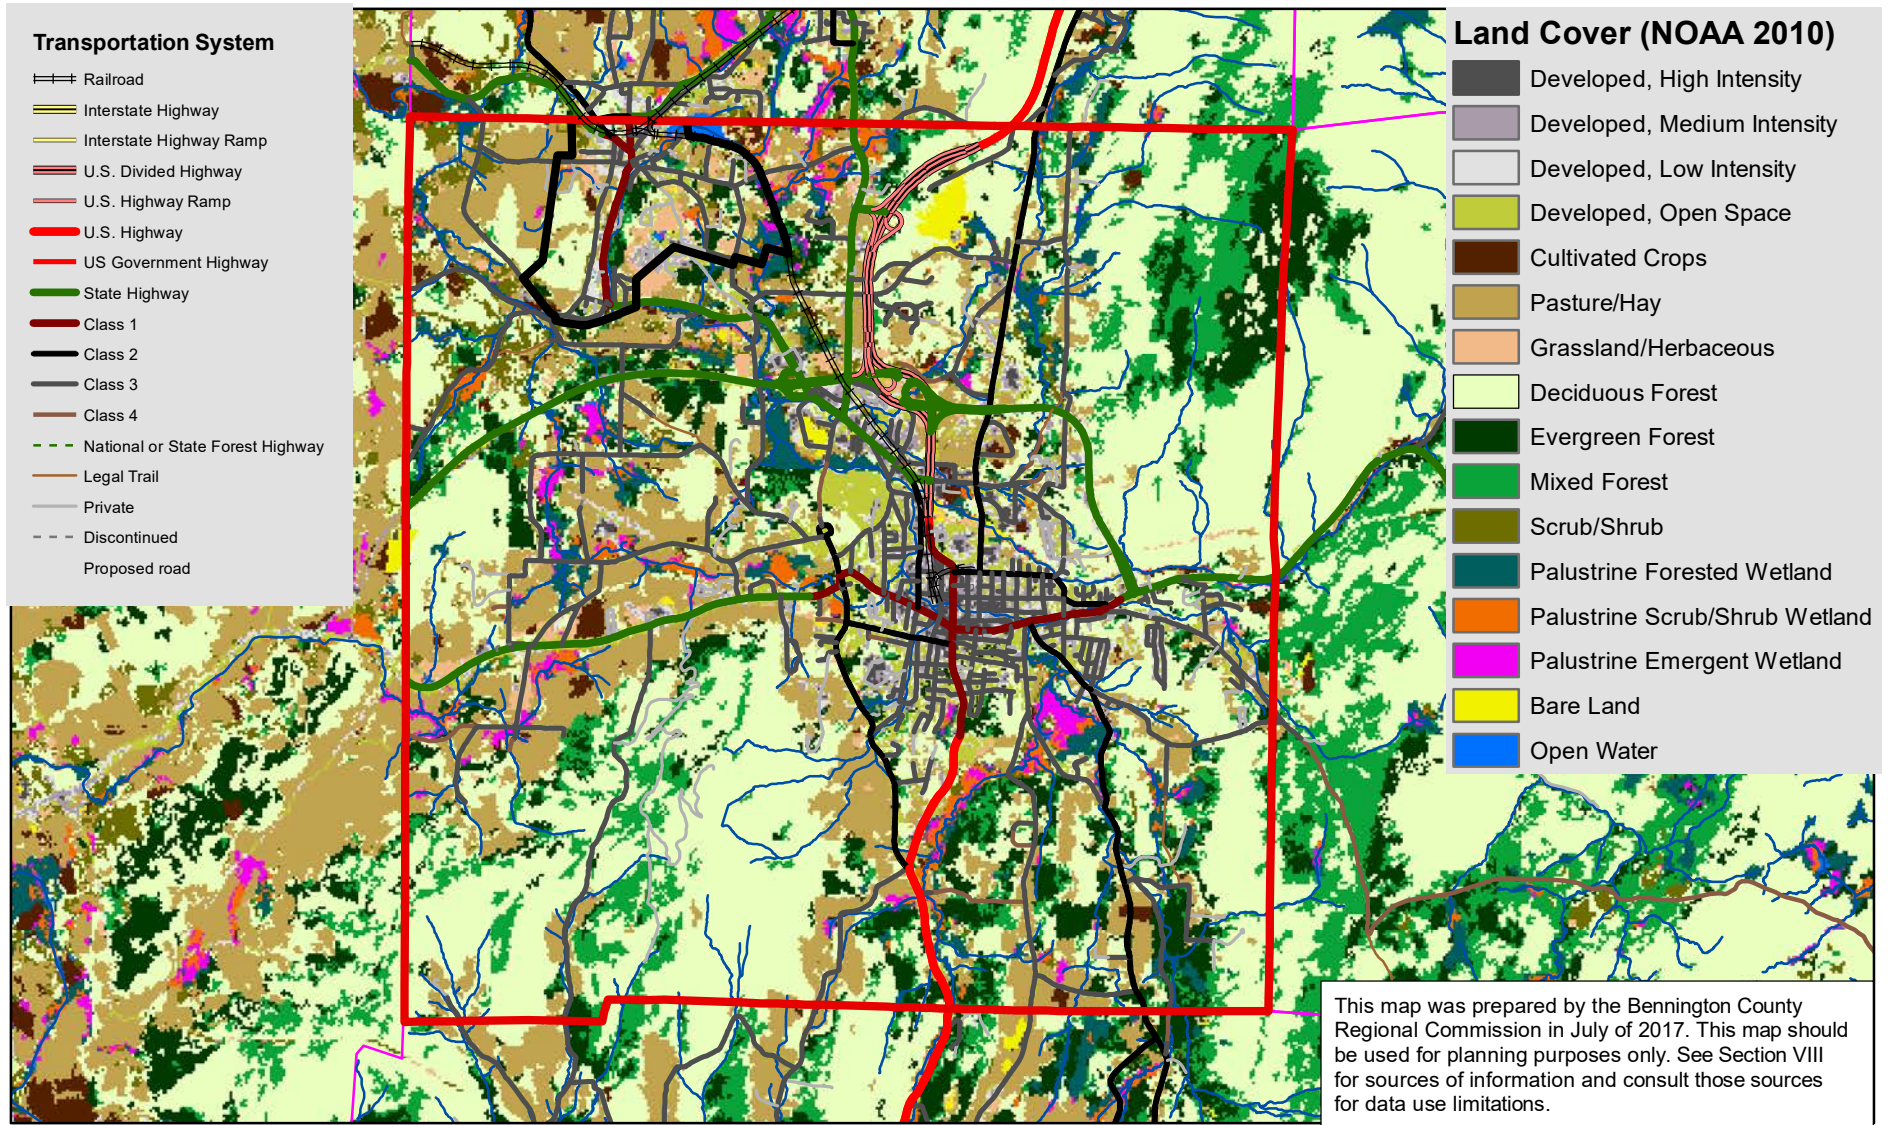 Transportation System
Railroad
Interstate Highway
Interstate Highway Ramp
U.S. Divided Highway
U.S. Highway Ramp
U.S. Highway
US Government Highway
State Highway
Class 1
Class 2
Class 3
Class 4
National or State Forest Highway
Legal Trail
Private
Discontinued
Proposed road
Land Cover (NOAA 2010)
Developed, High Intensity
Developed, Medium Intensity
Developed, Low Intensity
Developed, Open Space
Cultivated Crops
Pasture/Hay
Grassland/Herbaceous
Deciduous Forest
Evergreen Forest
Mixed Forest
Scrub/Shrub
Palustrine Forested Wetland
Palustrine Scrub/Shrub Wetland
Palustrine Emergent Wetland
Bare Land
Open Water
This map was prepared by the Bennington County
Regional Commission in July of 2017. This map should
be used for planning purposes only. See Section VIII
for sources of information and consult those sources
for data use limitations.